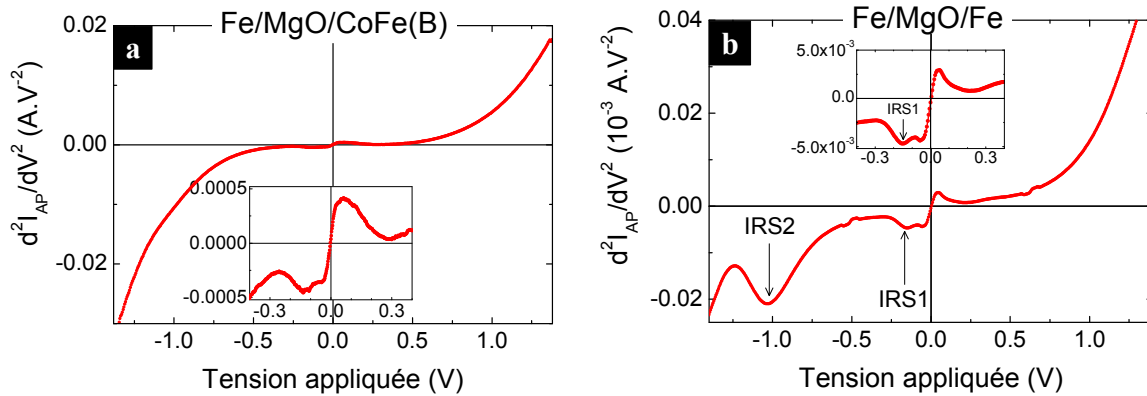 Fe/MgO/CoFe(B)
a
d²I_AP/dV² (A.V⁻²)
0.02
0.00
-0.02
0.0005
0.0000
-0.0005
-0.3 0.0 0.3
-1.0 -0.5 0.0 0.5 1.0
Tension appliquée (V)
Fe/MgO/Fe
b
d²I_AP/dV² (10⁻³ A.V⁻²)
0.04
0.02
0.00
-0.02
5.0x10⁻³
0.0
-5.0x10⁻³
IRS1
-0.3 0.0 0.3
IRS2
IRS1
-1.0 -0.5 0.0 0.5 1.0
Tension appliquée (V)